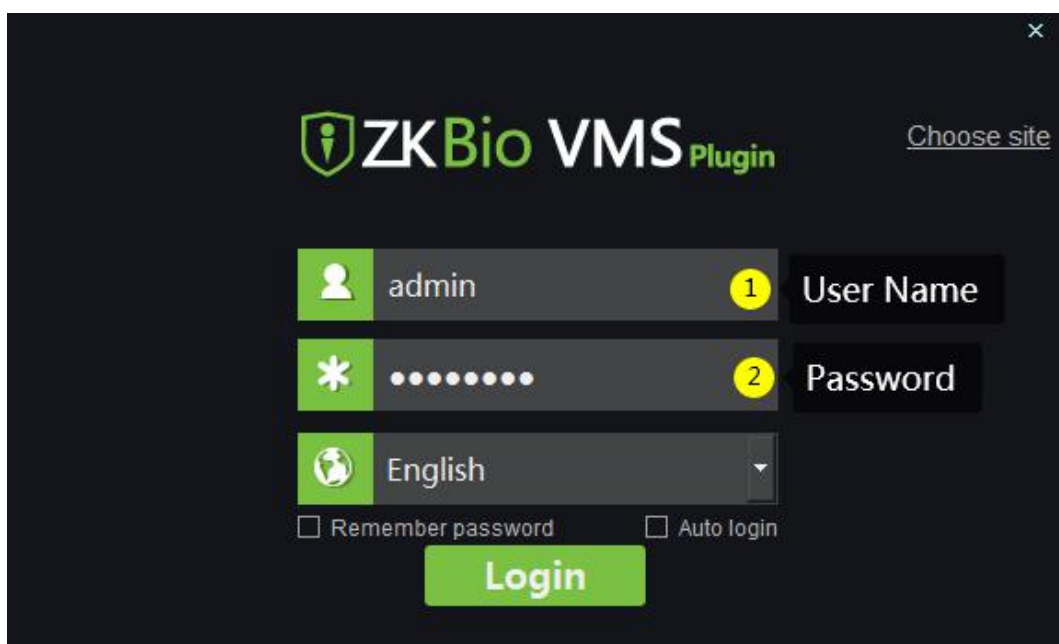 ×
ZKBio VMS Plugin
Choose site
admin
1
User Name
••••••••
2
Password
English
Remember password
Auto login
Login